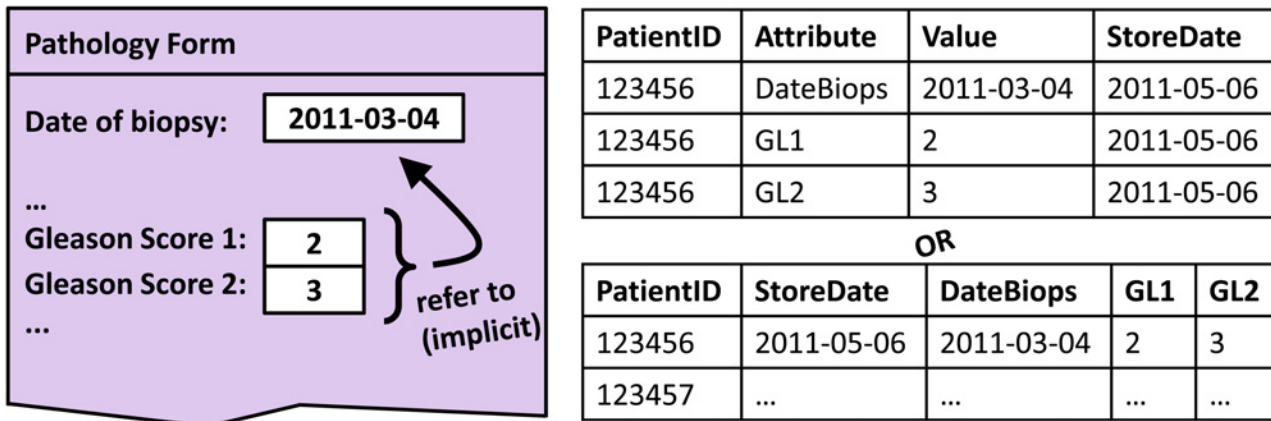 Pathology Form
Date of biopsy: 2011-03-04
...
Gleason Score 1: 2
Gleason Score 2: 3
...
refer to
(implicit)
PatientID Attribute Value StoreDate
123456 DateBiops 2011-03-04 2011-05-06
123456 GL1 2 2011-05-06
123456 GL2 3 2011-05-06
OR
PatientID StoreDate DateBiops GL1 GL2
123456 2011-05-06 2011-03-04 2 3
123457 ... ... ... ...